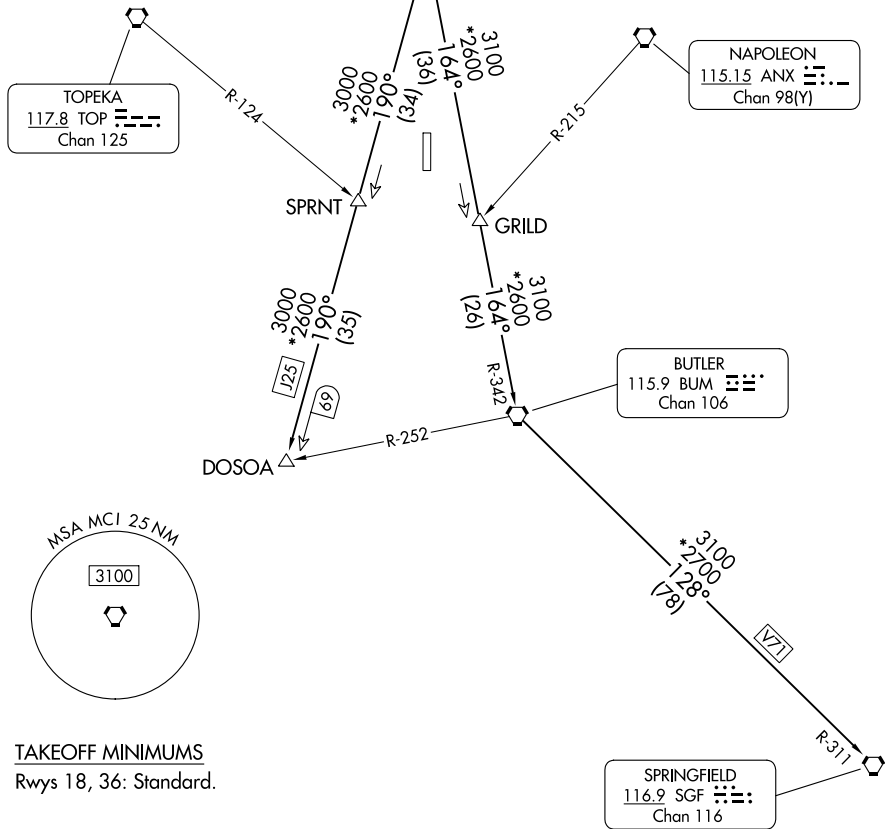 TOPEKA
117.8 TOP
Chan 125
R-124
3000
*2600
190°
(34)
3100
*2600
164°
(36)
NAPOLEON
115.15 ANX
Chan 98(Y)
R-215
SPRNT
GRILD
3000
*2600
190°
(35)
J25
69
3100
*2600
164°
(26)
R-342
BUTLER
115.9 BUM
Chan 106
R-252
DOSOA
MSA MCI 25 NM
3100
3100
*2700
128°
(78)
V71
R-311
TAKEOFF MINIMUMS
Rwys 18, 36: Standard.
SPRINGFIELD
116.9 SGF
Chan 116